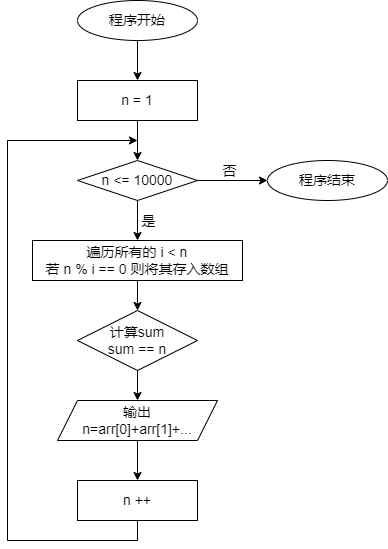 程序开始
n = 1
n <= 10000
否
程序结束
是
遍历所有的 i < n
若 n % i == 0 则将其存入数组
计算sum
sum == n
输出
n=arr[0]+arr[1]+...
n ++